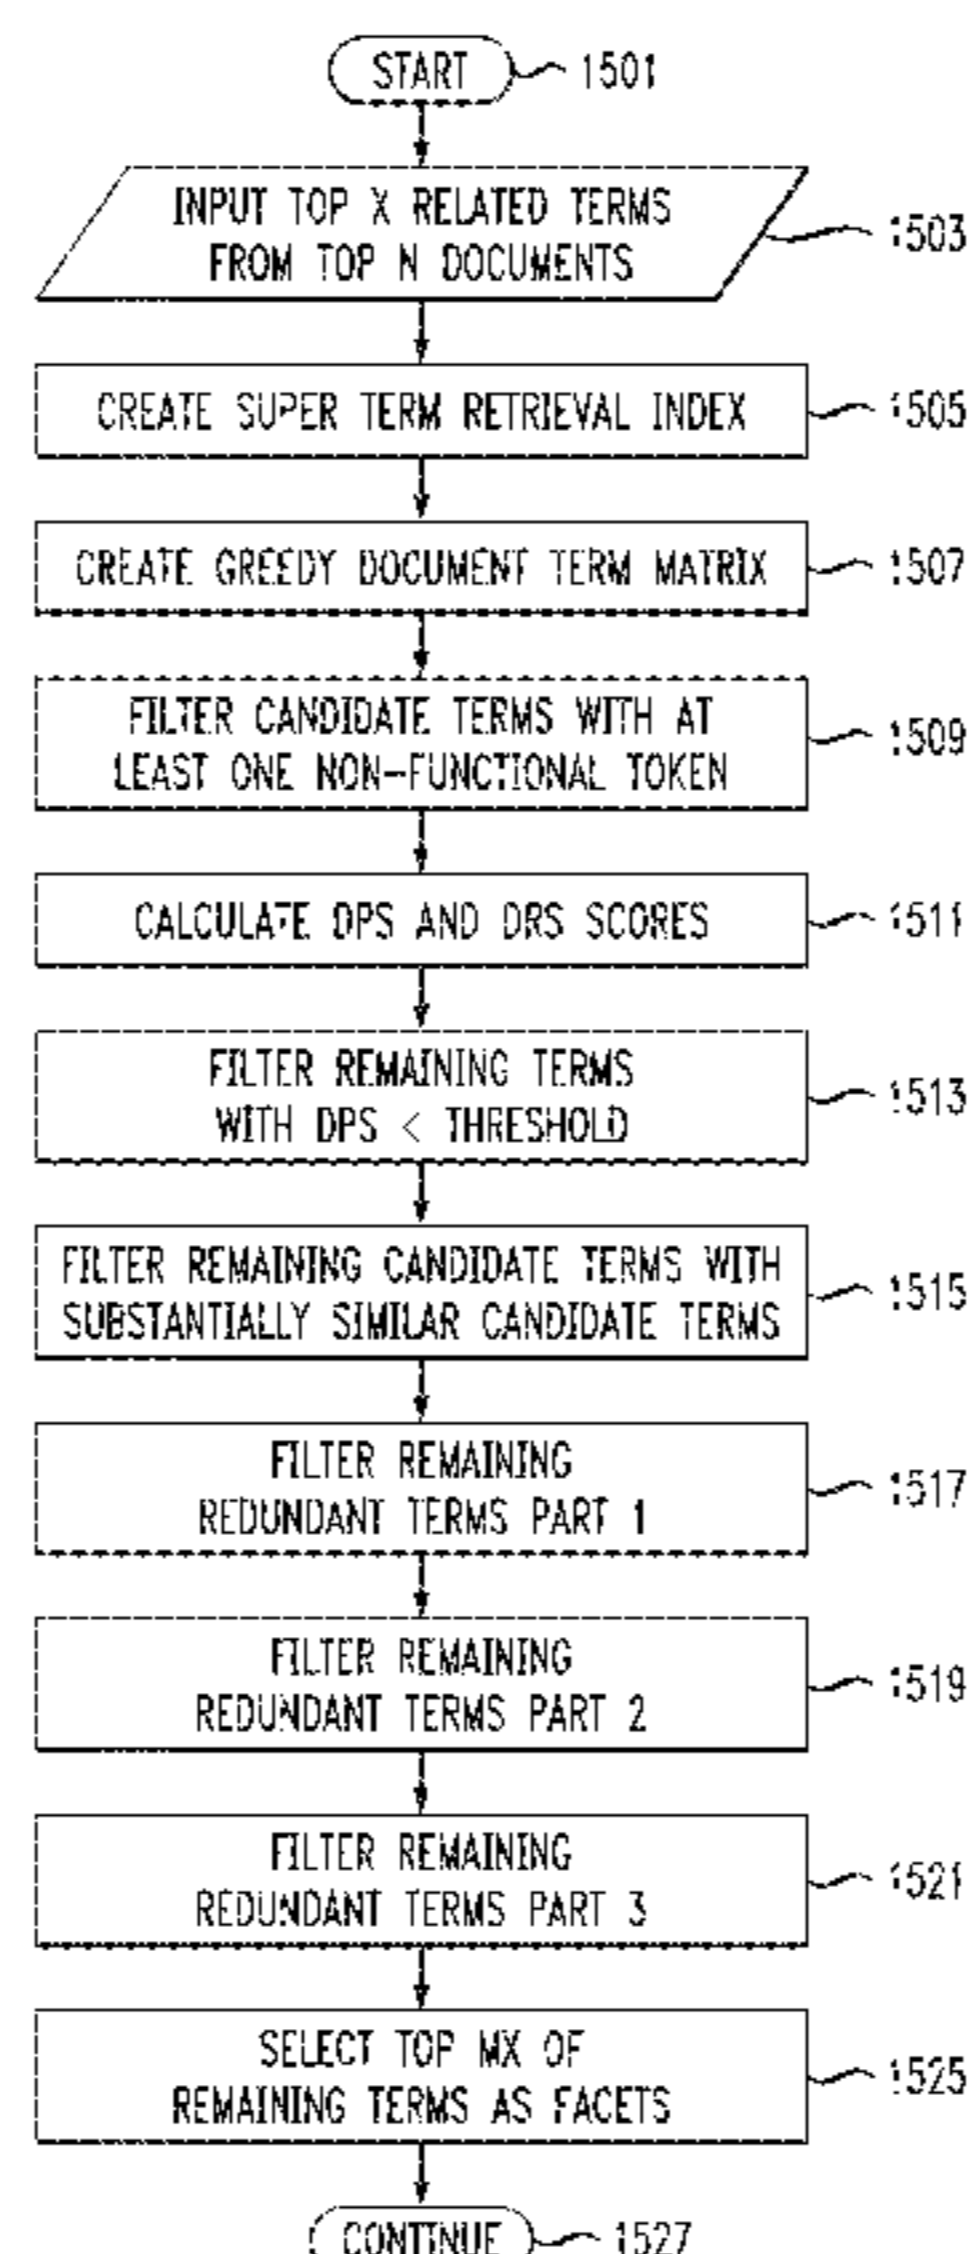 START
1501
INPUT TOP X RELATED TERMS
FROM TOP N DOCUMENTS
1503
CREATE SUPER TERM RETRIEVAL INDEX
1505
CREATE GREEDY DOCUMENT TERM MATRIX
1507
FILTER CANDIDATE TERMS WITH AT
LEAST ONE NON-FUNCTIONAL TOKEN
1509
CALCULATE DPS AND DRS SCORES
1511
FILTER REMAINING TERMS
WITH DPS < THRESHOLD
1513
FILTER REMAINING CANDIDATE TERMS WITH
SUBSTANTIALLY SIMILAR CANDIDATE TERMS
1515
FILTER REMAINING
REDUNDANT TERMS PART 1
1517
FILTER REMAINING
REDUNDANT TERMS PART 2
1519
FILTER REMAINING
REDUNDANT TERMS PART 3
1521
SELECT TOP MX OF
REMAINING TERMS AS FACETS
1525
CONTINUE
1527